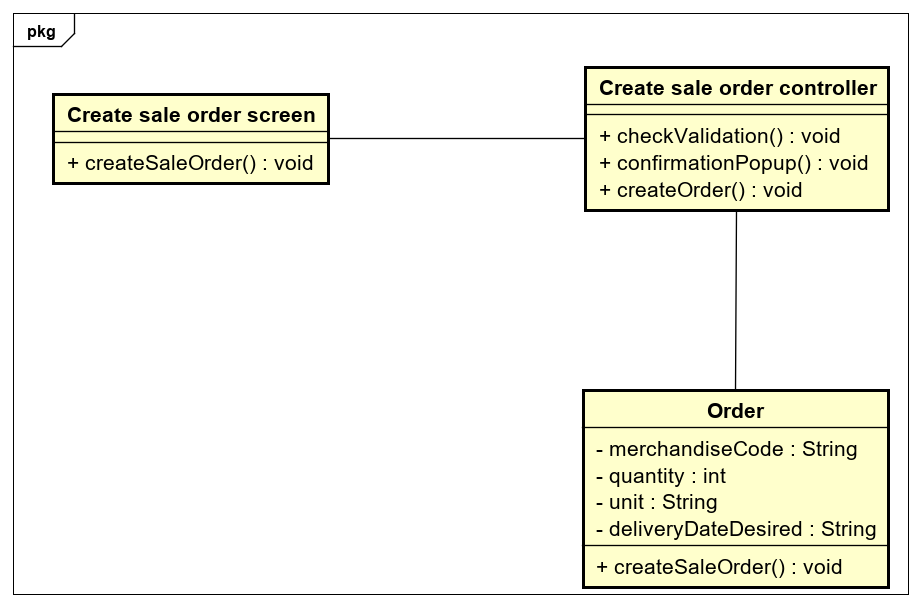 pkg
Create sale order screen
+ createSaleOrder() : void
Create sale order controller
+ checkValidation() : void
+ confirmationPopup() : void
+ createOrder() : void
Order
- merchandiseCode : String
- quantity : int
- unit : String
- deliveryDateDesired : String
+ createSaleOrder() : void